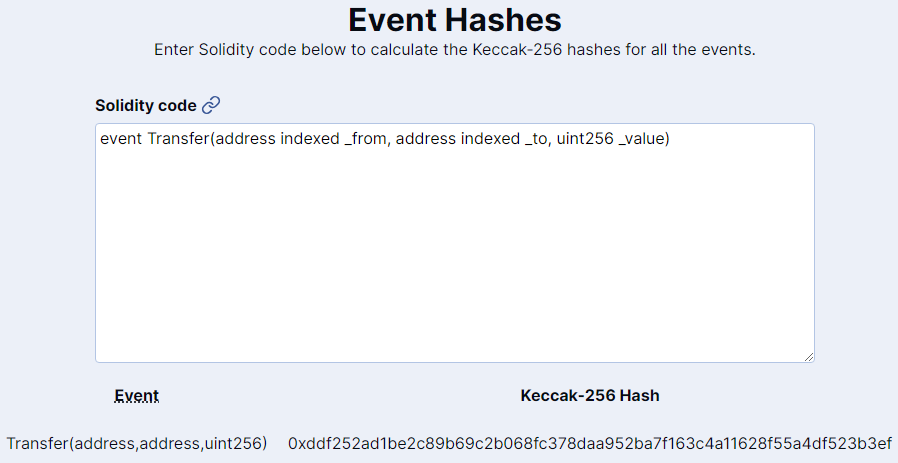 Event Hashes
Enter Solidity code below to calculate the Keccak-256 hashes for all the events.
Solidity code
event Transfer(address indexed _from, address indexed _to, uint256 _value)
Event Keccak-256 Hash
Transfer(address,address,uint256) 0xddf252ad1be2c89b69c2b068fc378daa952ba7f163c4a11628f55a4df523b3ef